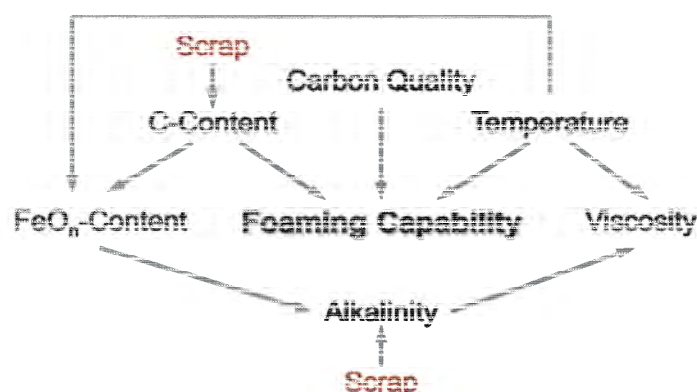 Scrap
Carbon Quality
C-Content Temperature
FeOₙ-Content Foaming Capability Viscosity
Alkalinity
Scrap